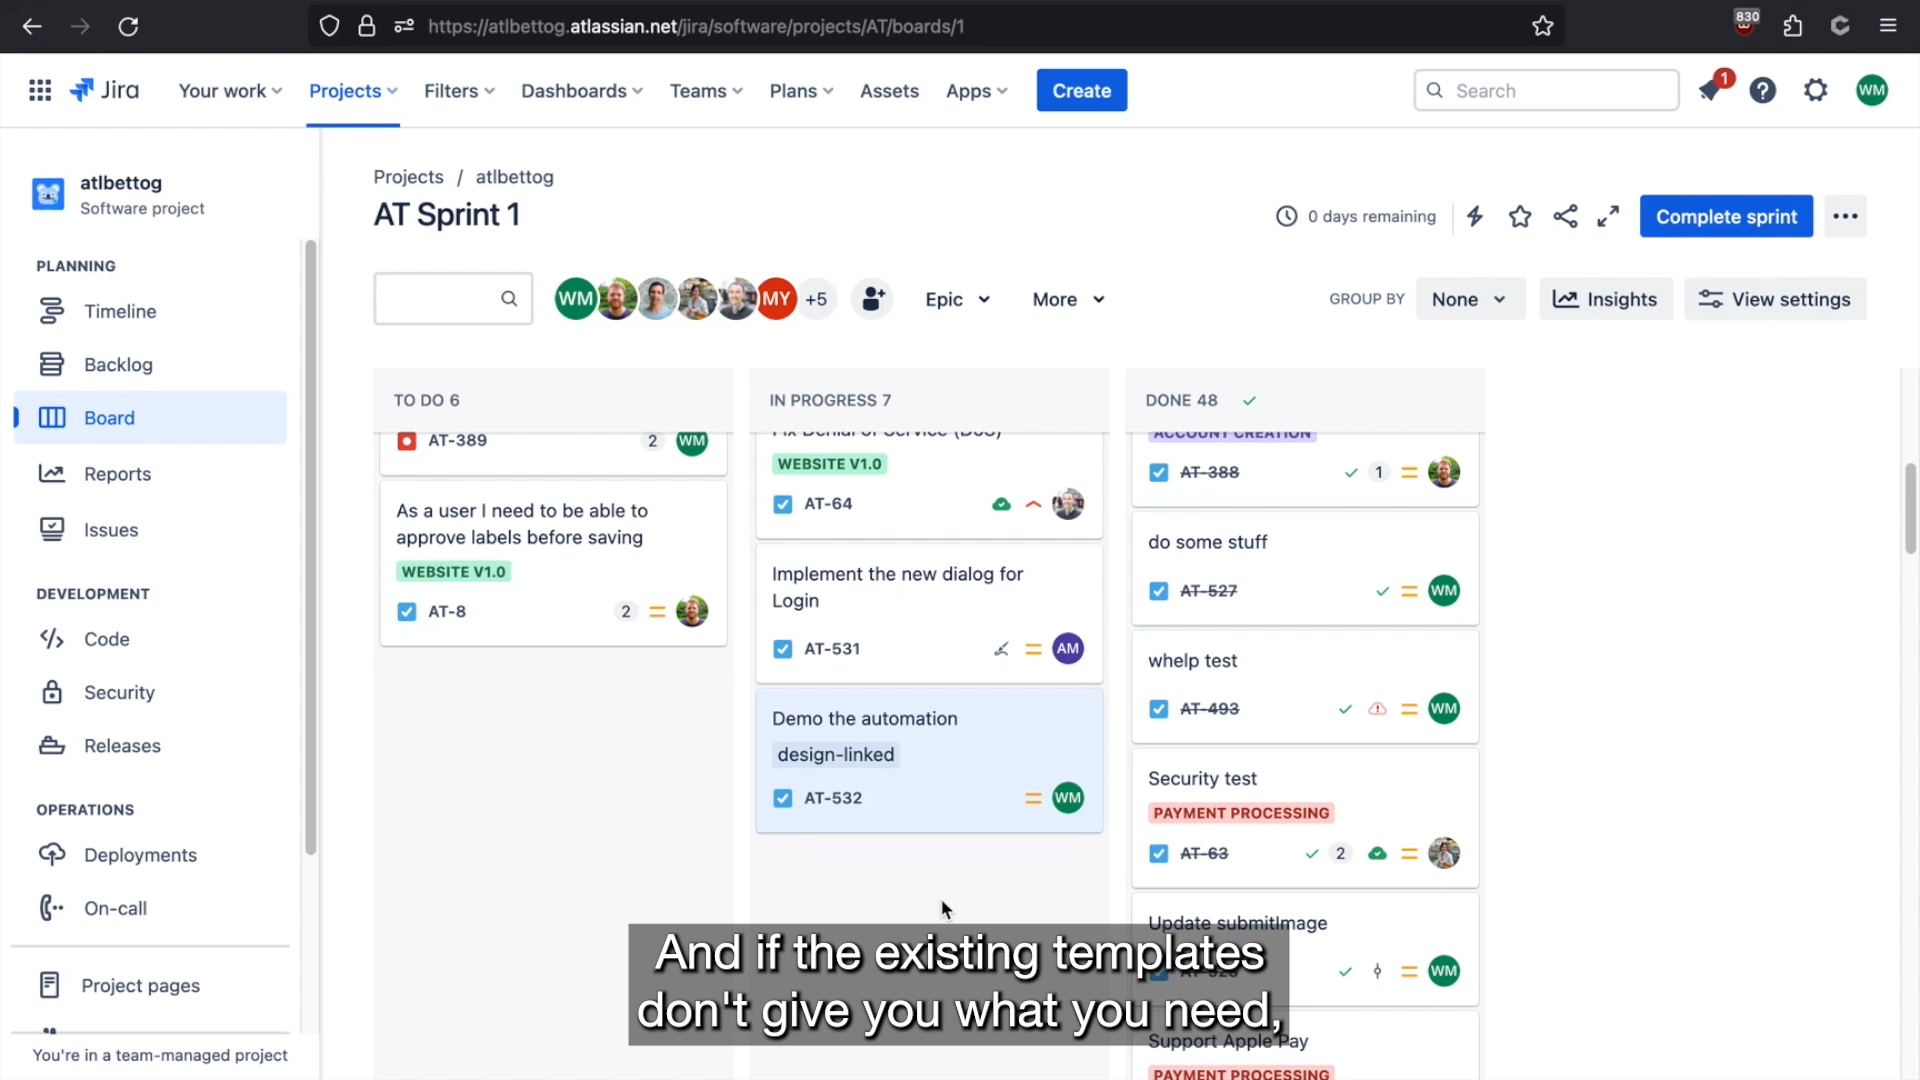 https://atlbettog.atlassian.net/jira/software/projects/AT/boards/1
830
Jira
Your work
Projects
Filters
Dashboards
Teams
Plans
Assets
Apps
Create
Search
1
WM
atlbettog
Software project
PLANNING
Timeline
Backlog
Board
Reports
Issues
DEVELOPMENT
Code
Security
Releases
OPERATIONS
Deployments
On-call
Project pages
You're in a team-managed project
Projects / atlbettog
AT Sprint 1
0 days remaining
Complete sprint
WM
MY
+5
Epic
More
GROUP BY
None
Insights
View settings
TO DO 6
AT-389
2
WM
As a user I need to be able to
approve labels before saving
WEBSITE V1.0
AT-8
2
IN PROGRESS 7
Fix Denial of Service (DoS)
WEBSITE V1.0
AT-64
Implement the new dialog for
Login
AT-531
AM
Demo the automation
design-linked
AT-532
WM
DONE 48
ACCOUNT CREATION
AT-388
1
do some stuff
AT-527
WM
whelp test
AT-493
WM
Security test
PAYMENT PROCESSING
AT-63
2
Update submitImage
WM
Support Apple Pay
PAYMENT PROCESSING
And if the existing templates
don't give you what you need,